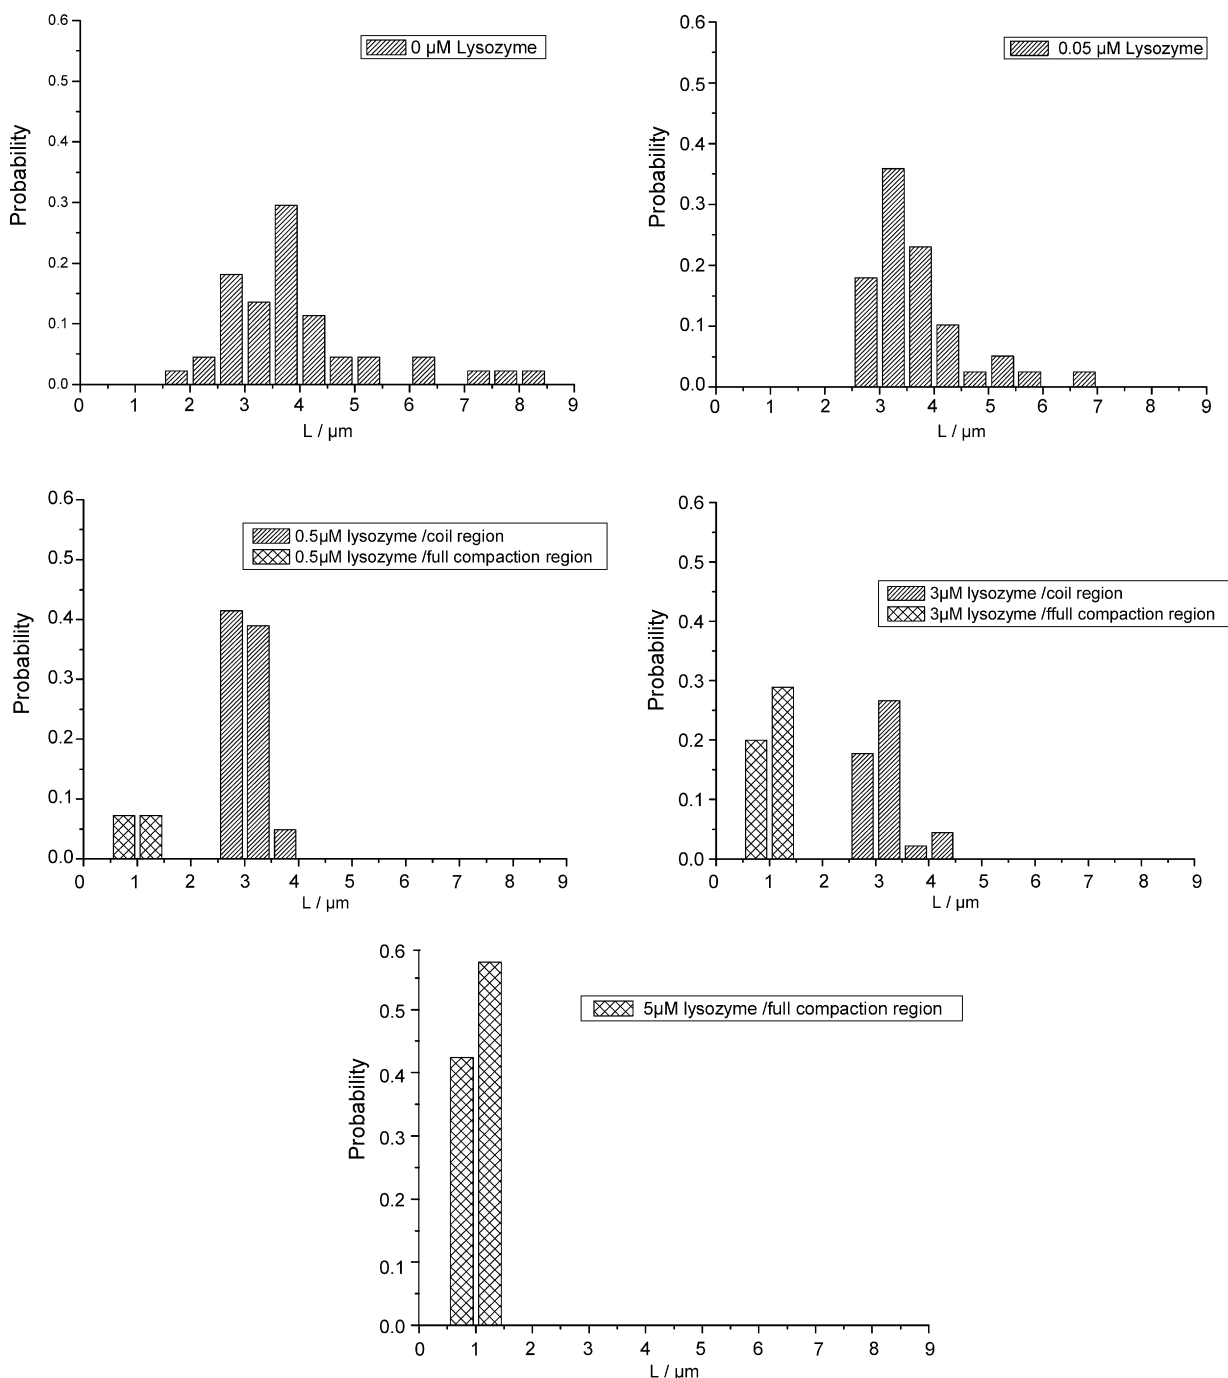 0.6
0.5
0.4
0.3
0.2
0.1
0.0
Probability
0 µM Lysozyme
0 1 2 3 4 5 6 7 8 9
L / µm
0.6
0.5
0.4
0.3
0.2
0.1
0.0
Probability
0.05 µM Lysozyme
0 1 2 3 4 5 6 7 8 9
L / µm
0.6
0.5
0.4
0.3
0.2
0.1
0.0
Probability
0.5µM lysozyme /coil region
0.5µM lysozyme /full compaction region
0 1 2 3 4 5 6 7 8 9
L / µm
0.6
0.5
0.4
0.3
0.2
0.1
0.0
Probability
3µM lysozyme /coil region
3µM lysozyme /ffull compaction region
0 1 2 3 4 5 6 7 8 9
L / µm
0.6
0.5
0.4
0.3
0.2
0.1
0.0
Probability
5µM lysozyme /full compaction region
0 1 2 3 4 5 6 7 8 9
L / µm